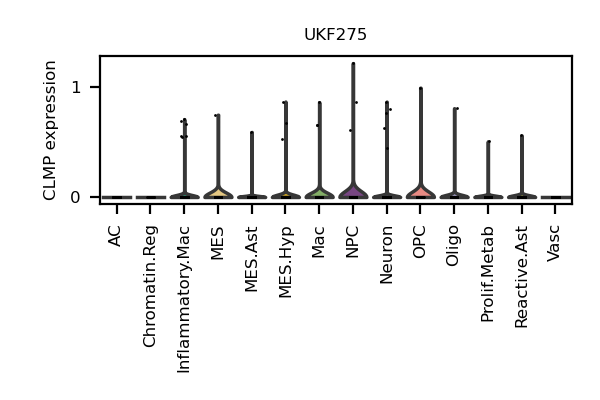 UKF275
CLMP expression
1
0
AC
Chromatin.Reg
Inflammatory.Mac
MES
MES.Ast
MES.Hyp
Mac
NPC
Neuron
OPC
Oligo
Prolif.Metab
Reactive.Ast
Vasc